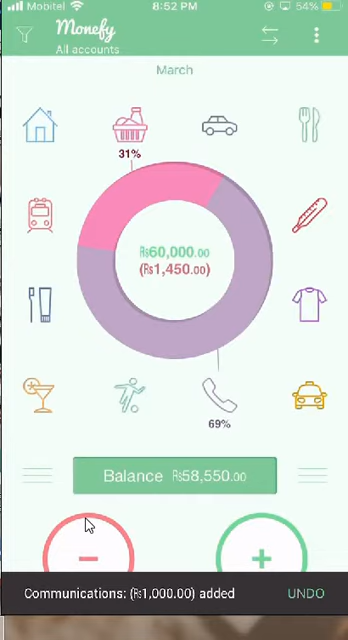 Mobitel 8:52 PM 54%
Monefy
All accounts
March
31%
₨60,000.00
(₨1,450.00)
69%
Balance ₨58,550.00
Communications: (₨1,000.00) added UNDO